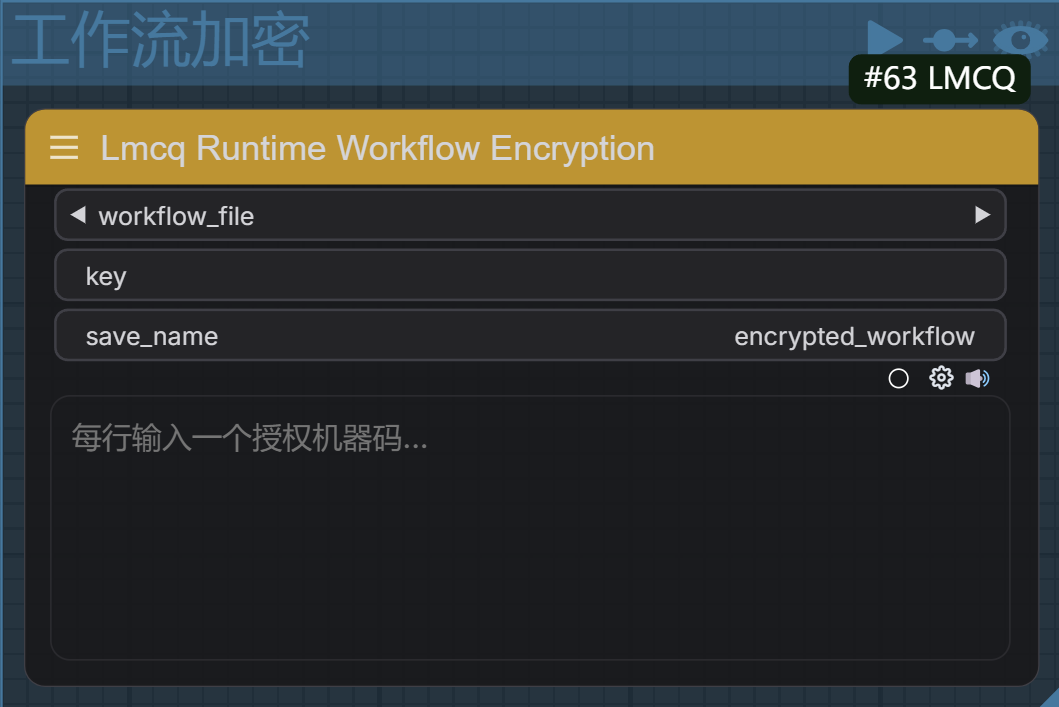 工作流加密
#63 LMCQ
Lmcq Runtime Workflow Encryption
workflow_file
key
save_name encrypted_workflow
每行输入一个授权机器码...